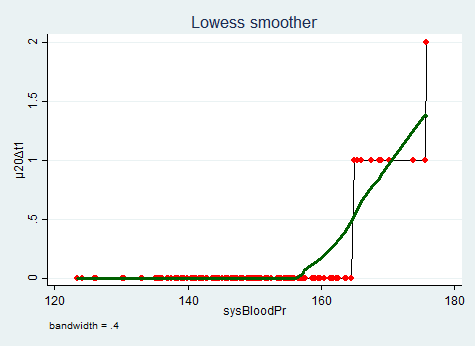 Lowess smoother
2
1.5
1
.5
0
µ20Δt1
120
140
160
180
sysBloodPr
bandwidth = .4